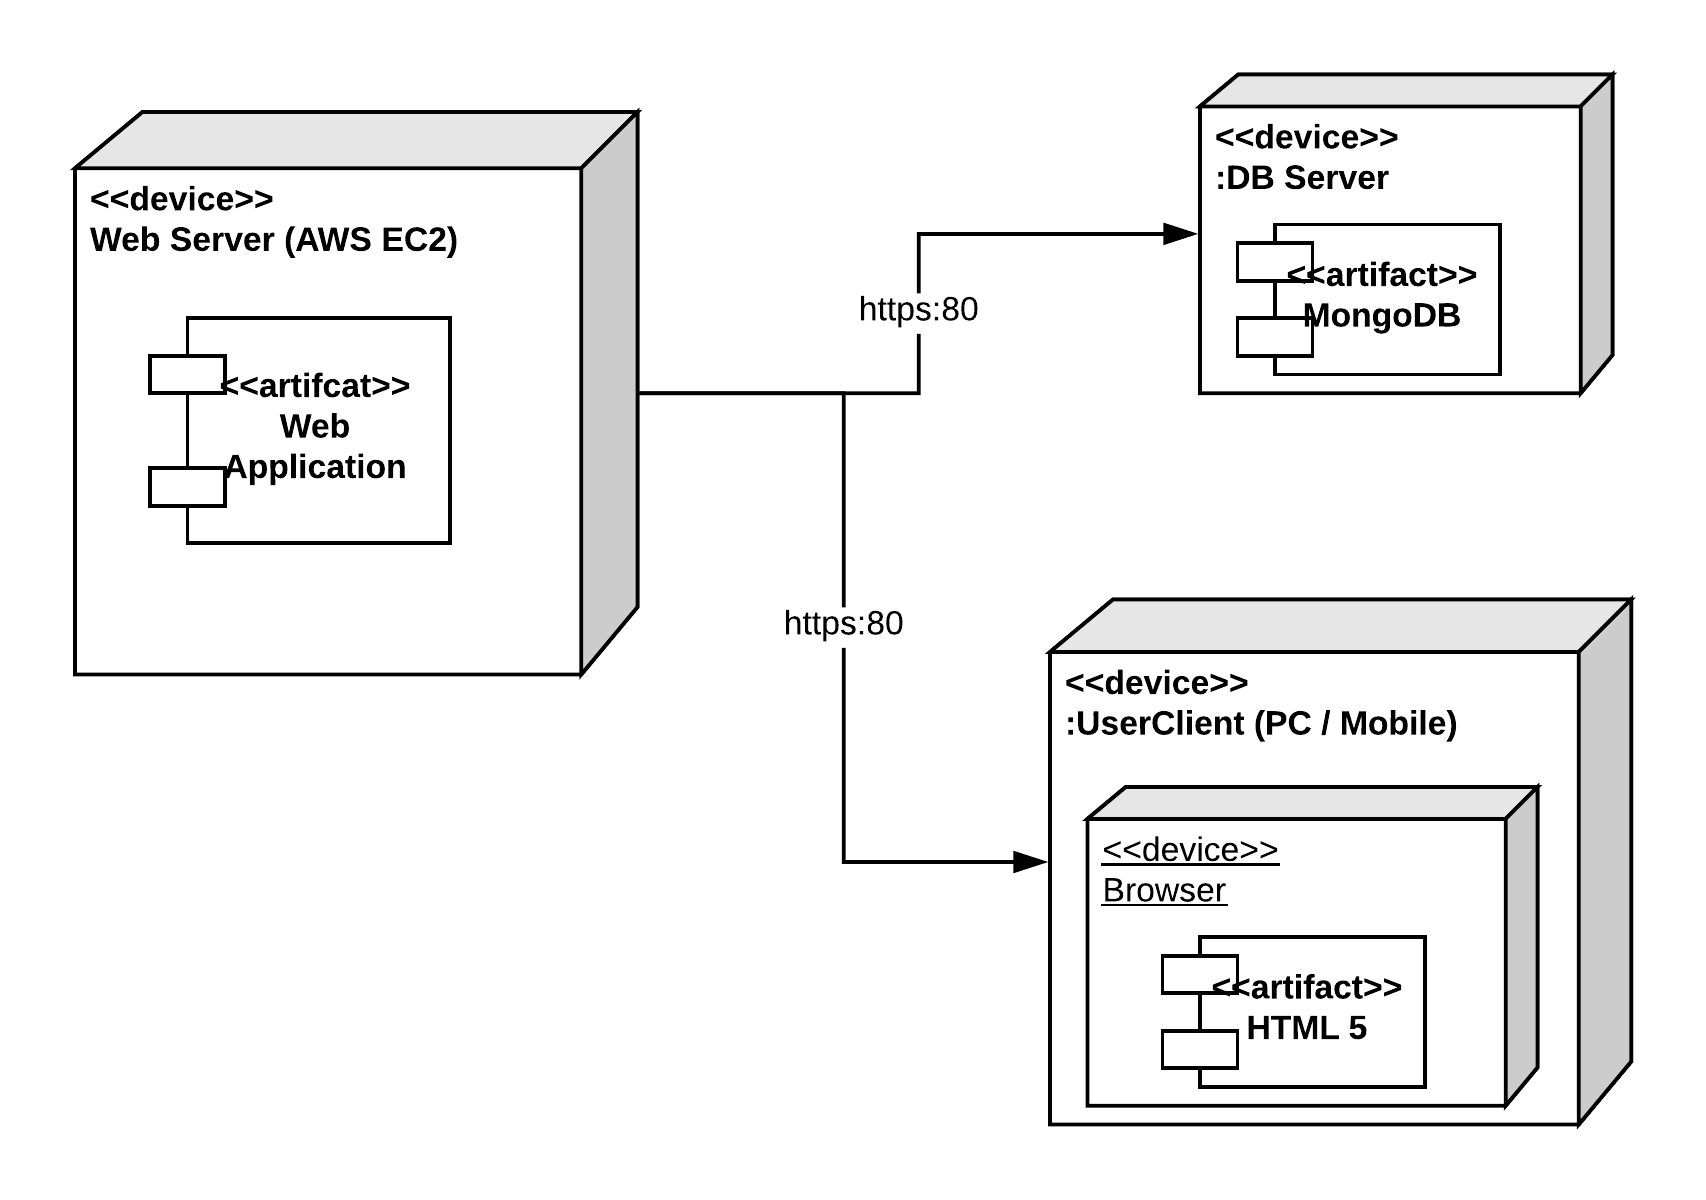 <<device>>
Web Server (AWS EC2)
<<artifcat>>
Web
Application
https:80
https:80
<<device>>
:DB Server
<<artifact>>
MongoDB
<<device>>
:UserClient (PC / Mobile)
<<device>>
Browser
<<artifact>>
HTML 5